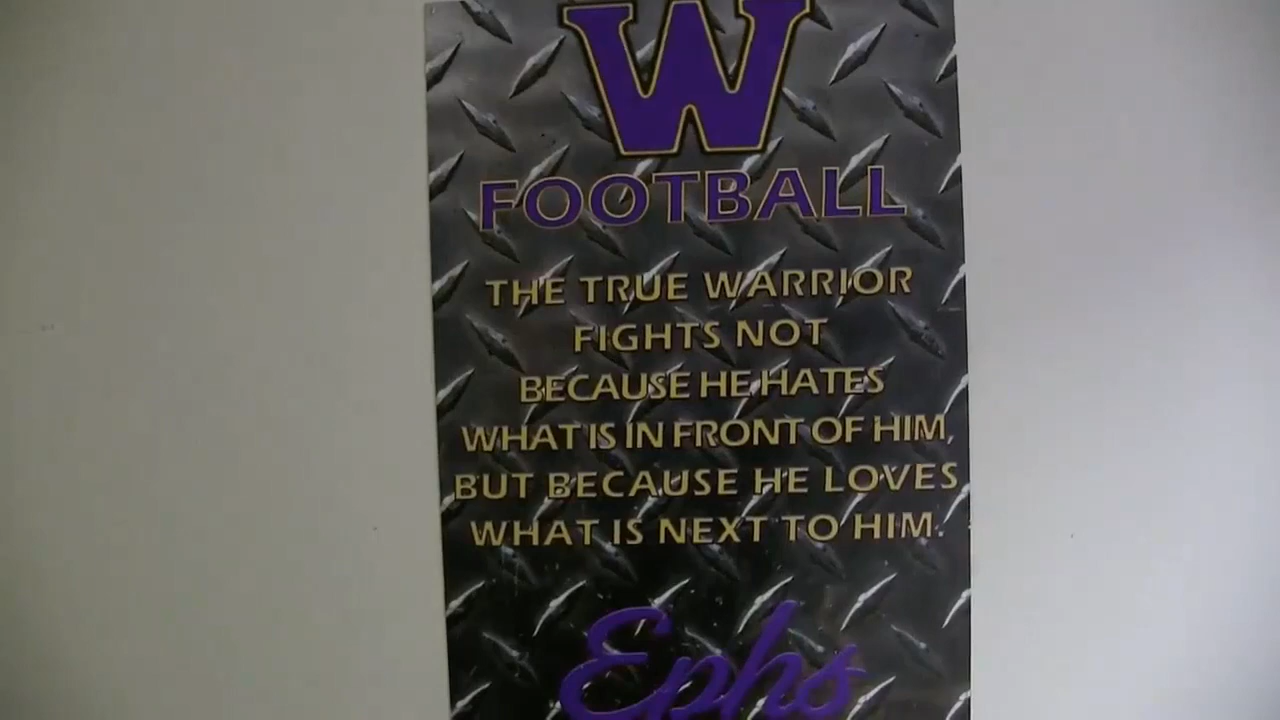 W
FOOTBALL
THE TRUE WARRIOR
FIGHTS NOT
BECAUSE HE HATES
WHAT IS IN FRONT OF HIM,
BUT BECAUSE HE LOVES
WHAT IS NEXT TO HIM.
Ephs